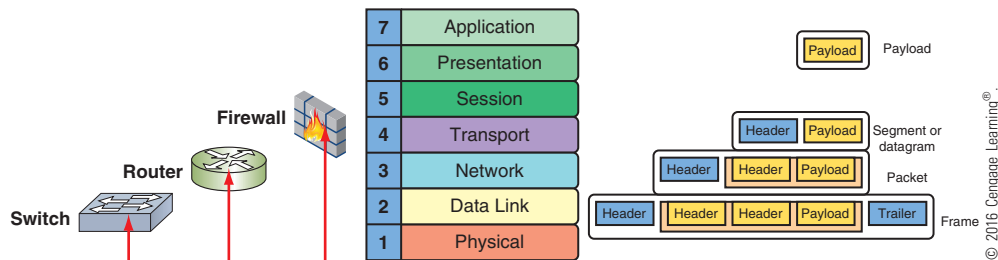 7 Application
6 Presentation
5 Session
4 Transport
3 Network
2 Data Link
1 Physical
Firewall
Router
Switch
Payload Payload
Header Payload Segment or
datagram
Header Header Payload Packet
Header Header Header Payload Trailer Frame
© 2016 Cengage Learning®.